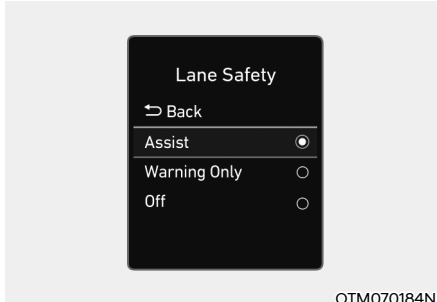 Lane Safety
Back
Assist
Warning Only
Off
OTM070184N